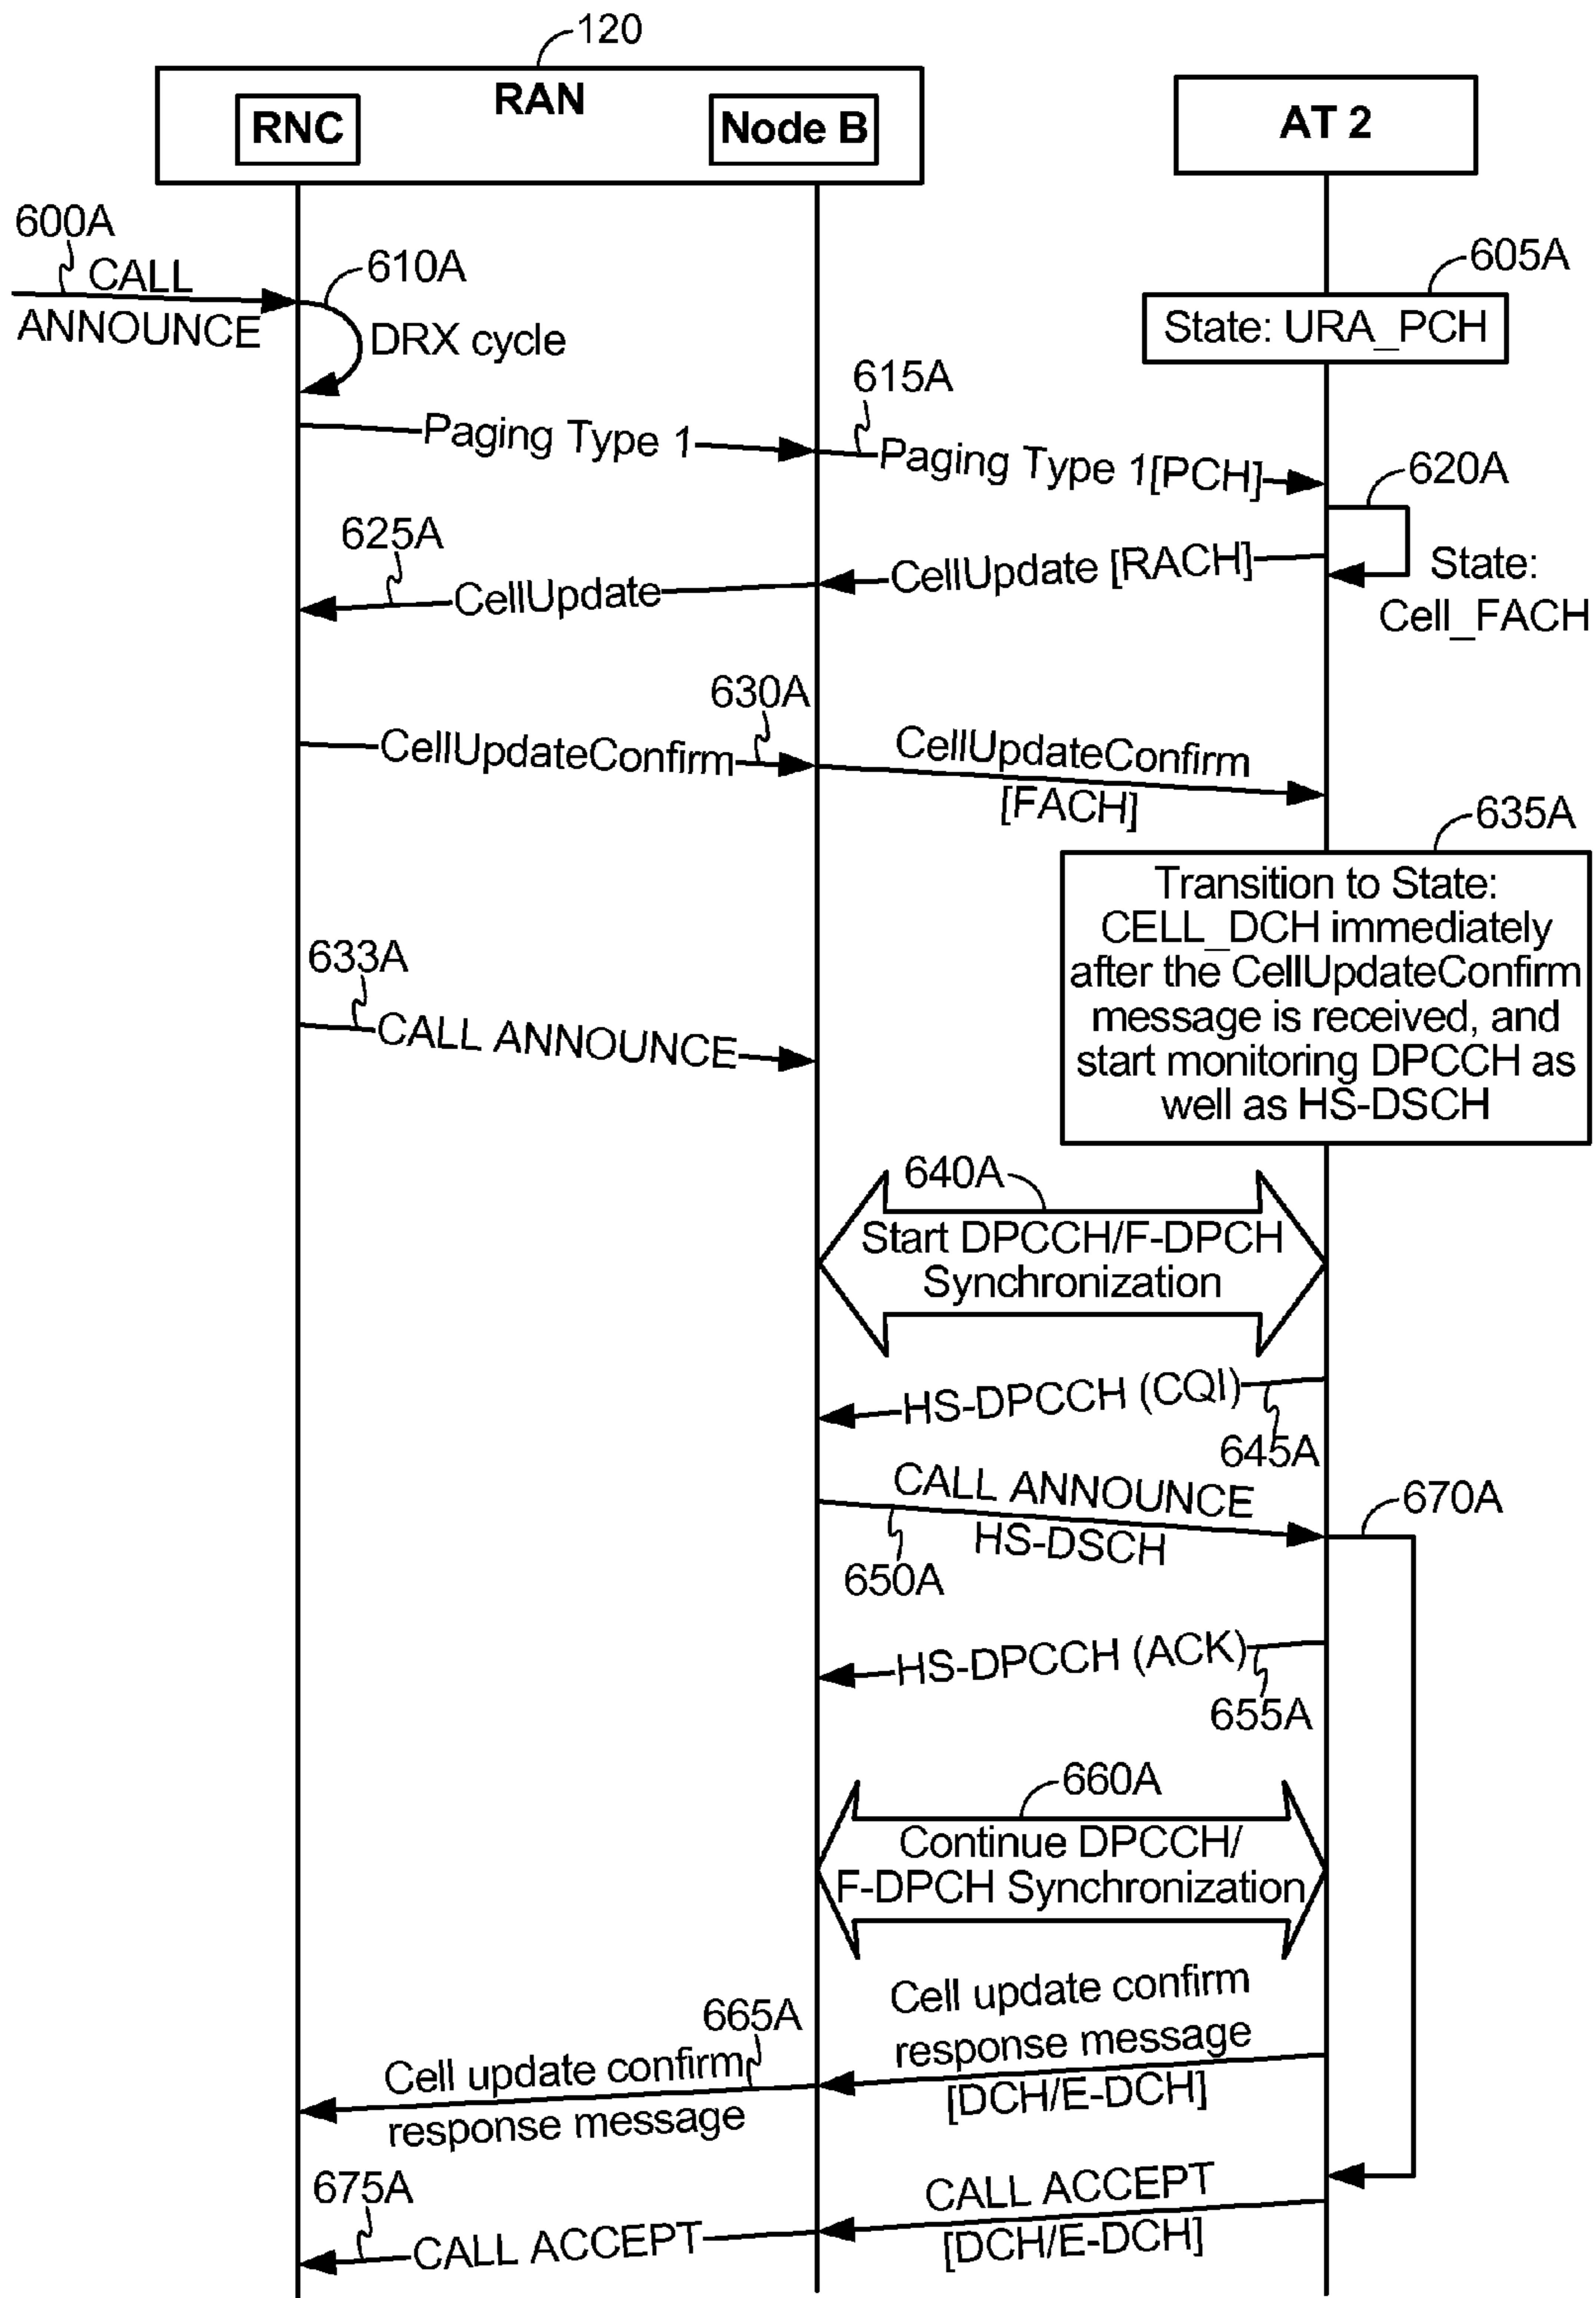 120
RAN
RNC
Node B
AT 2
600A
CALL
ANNOUNCE
610A
DRX cycle
605A
State: URA_PCH
615A
Paging Type 1
Paging Type 1[PCH]
620A
State:
Cell_FACH
625A
CellUpdate [RACH]
CellUpdate
630A
CellUpdateConfirm
CellUpdateConfirm
[FACH]
635A
Transition to State:
CELL_DCH immediately
after the CellUpdateConfirm
message is received, and
start monitoring DPCCH as
well as HS-DSCH
633A
CALL ANNOUNCE
640A
Start DPCCH/F-DPCH
Synchronization
HS-DPCCH (CQI)
645A
CALL ANNOUNCE
HS-DSCH
650A
670A
HS-DPCCH (ACK)
655A
660A
Continue DPCCH/
F-DPCH Synchronization
Cell update confirm
response message
[DCH/E-DCH]
665A
Cell update confirm
response message
CALL ACCEPT
[DCH/E-DCH]
675A
CALL ACCEPT